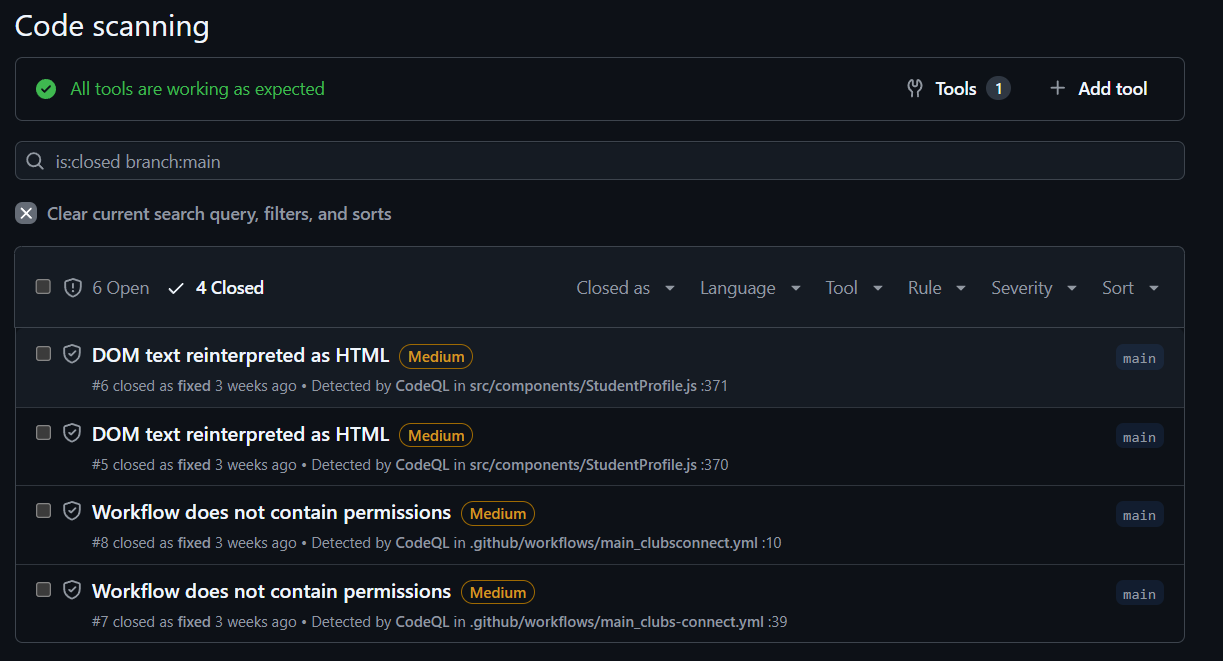 Code scanning
All tools are working as expected Tools 1 Add tool
is:closed branch:main
Clear current search query, filters, and sorts
6 Open 4 Closed Closed as Language Tool Rule Severity Sort
DOM text reinterpreted as HTML Medium main
#6 closed as fixed 3 weeks ago • Detected by CodeQL in src/components/StudentProfile.js :371
DOM text reinterpreted as HTML Medium main
#5 closed as fixed 3 weeks ago • Detected by CodeQL in src/components/StudentProfile.js :370
Workflow does not contain permissions Medium main
#8 closed as fixed 3 weeks ago • Detected by CodeQL in .github/workflows/main_clubsconnect.yml :10
Workflow does not contain permissions Medium main
#7 closed as fixed 3 weeks ago • Detected by CodeQL in .github/workflows/main_clubs-connect.yml :39